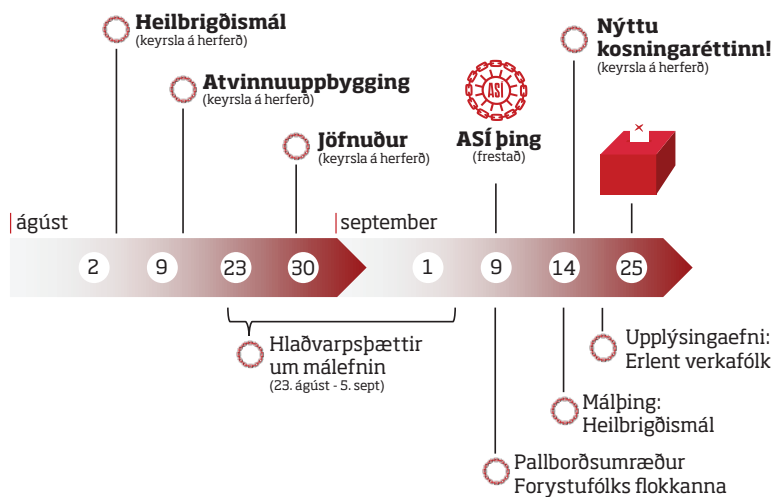 Heilbrigðismál
(keyrsla á herferð)
Atvinnuuppbygging
(keyrsla á herferð)
Jöfnuður
(keyrsla á herferð)
ASÍ
ASÍ þing
(frestað)
Nýttu
kosningaréttinn!
(keyrsla á herferð)
ágúst
september
2 9 23 30 1 9 14 25
Hlaðvarpsþættir
um málefnin
(23. ágúst - 5. sept)
Upplýsingaefni:
Erlent verkafólk
Málþing:
Heilbrigðismál
Pallborðsumræður
Forystufólks flokkanna